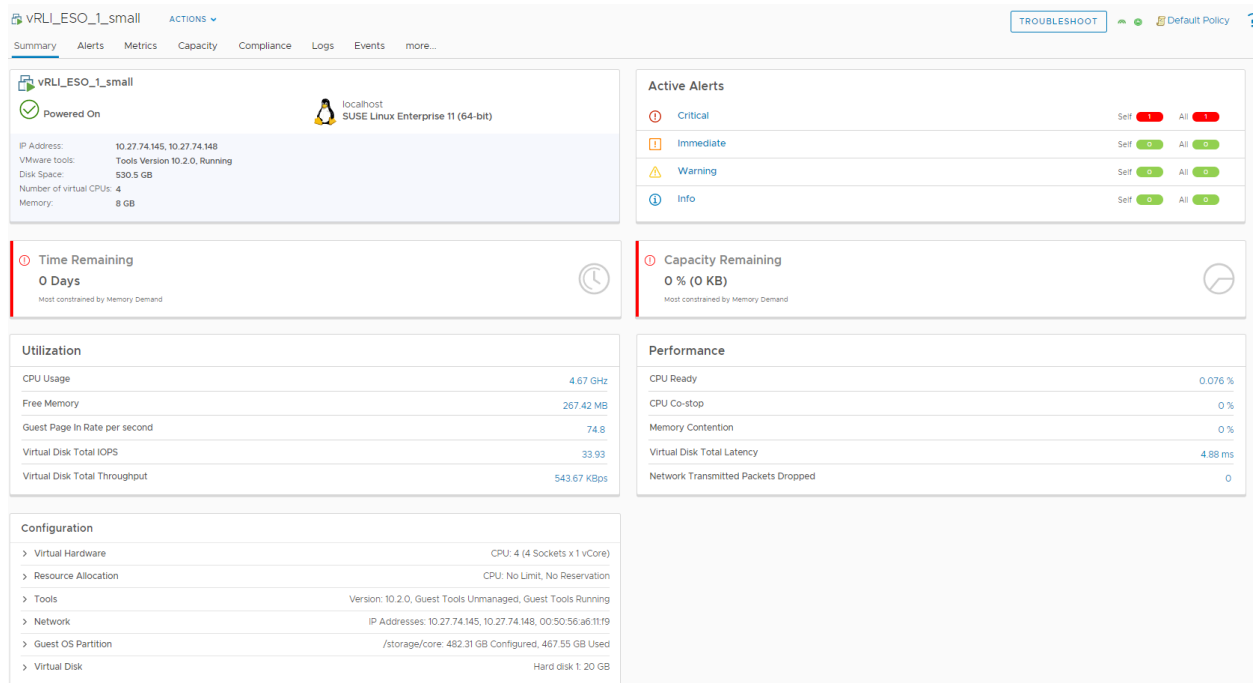 vRLI_ESO_1_small ACTIONS TROUBLESHOOT Default Policy ?
Summary Alerts Metrics Capacity Compliance Logs Events more...
vRLI_ESO_1_small
Powered On
localhost
SUSE Linux Enterprise 11 (64-bit)
IP Address: 10.27.74.145, 10.27.74.148
VMware tools: Tools Version 10.2.0, Running
Disk Space: 530.5 GB
Number of virtual CPUs: 4
Memory: 8 GB
Active Alerts
Critical Self 1 All 1
Immediate Self 0 All 0
Warning Self 0 All 0
Info Self 0 All 0
Time Remaining
0 Days
Most constrained by Memory Demand
Capacity Remaining
0 % (0 KB)
Most constrained by Memory Demand
Utilization
CPU Usage 4.67 GHz
Free Memory 267.42 MB
Guest Page In Rate per second 74.8
Virtual Disk Total IOPS 33.93
Virtual Disk Total Throughput 543.67 KBps
Performance
CPU Ready 0.076 %
CPU Co-stop 0 %
Memory Contention 0 %
Virtual Disk Total Latency 4.88 ms
Network Transmitted Packets Dropped 0
Configuration
Virtual Hardware CPU: 4 (4 Sockets x 1 vCore)
Resource Allocation CPU: No Limit, No Reservation
Tools Version: 10.2.0, Guest Tools Unmanaged, Guest Tools Running
Network IP Addresses: 10.27.74.145, 10.27.74.148, 00:50:56:a6:11:f9
Guest OS Partition /storage/core: 482.31 GB Configured, 467.55 GB Used
Virtual Disk Hard disk 1: 20 GB